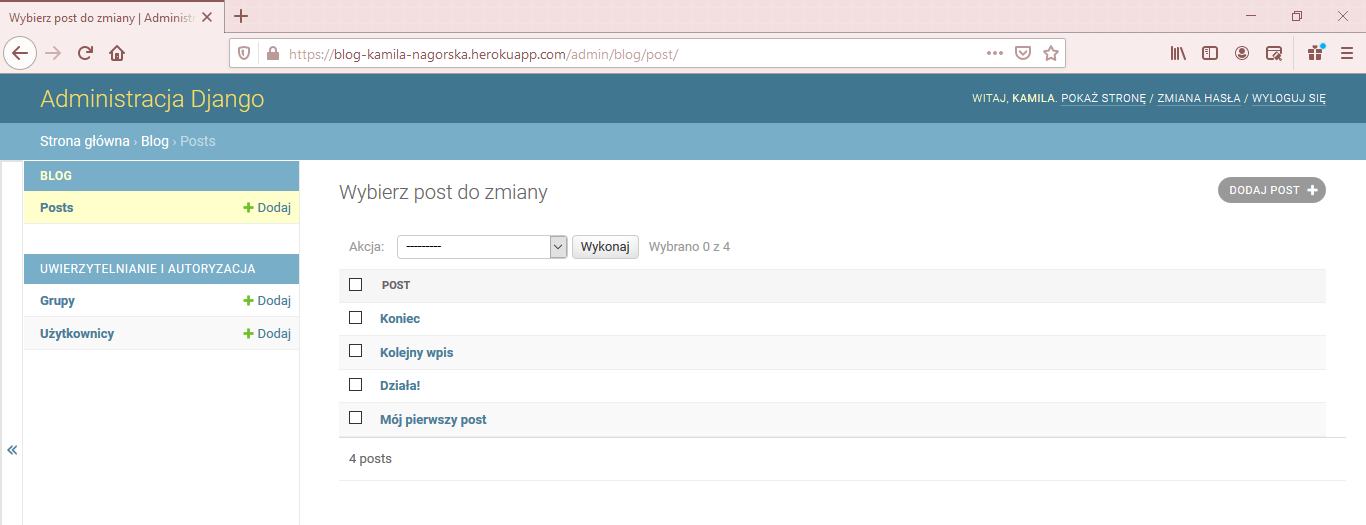 Wybierz post do zmiany | Administr
https://blog-kamila-nagorska.herokuapp.com/admin/blog/post/
Administracja Django
WITAJ, KAMILA. POKAŻ STRONĘ / ZMIANA HASŁA / WYLOGUJ SIĘ
Strona główna › Blog › Posts
BLOG
Posts + Dodaj
UWIERZYTELNIANIE I AUTORYZACJA
Grupy + Dodaj
Użytkownicy + Dodaj
«
Wybierz post do zmiany
DODAJ POST +
Akcja: --------- Wykonaj Wybrano 0 z 4
POST
Koniec
Kolejny wpis
Działa!
Mój pierwszy post
4 posts